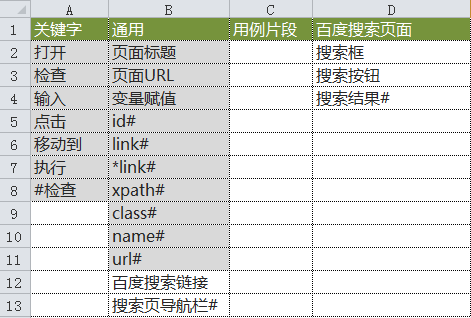 A B C D
1 关键字 通用 用例片段 百度搜索页面
2 打开 页面标题 搜索框
3 检查 页面URL 搜索按钮
4 输入 变量赋值 搜索结果#
5 点击 id#
6 移动到 link#
7 执行 *link#
8 #检查 xpath#
9 class#
10 name#
11 url#
12 百度搜索链接
13 搜索页导航栏#